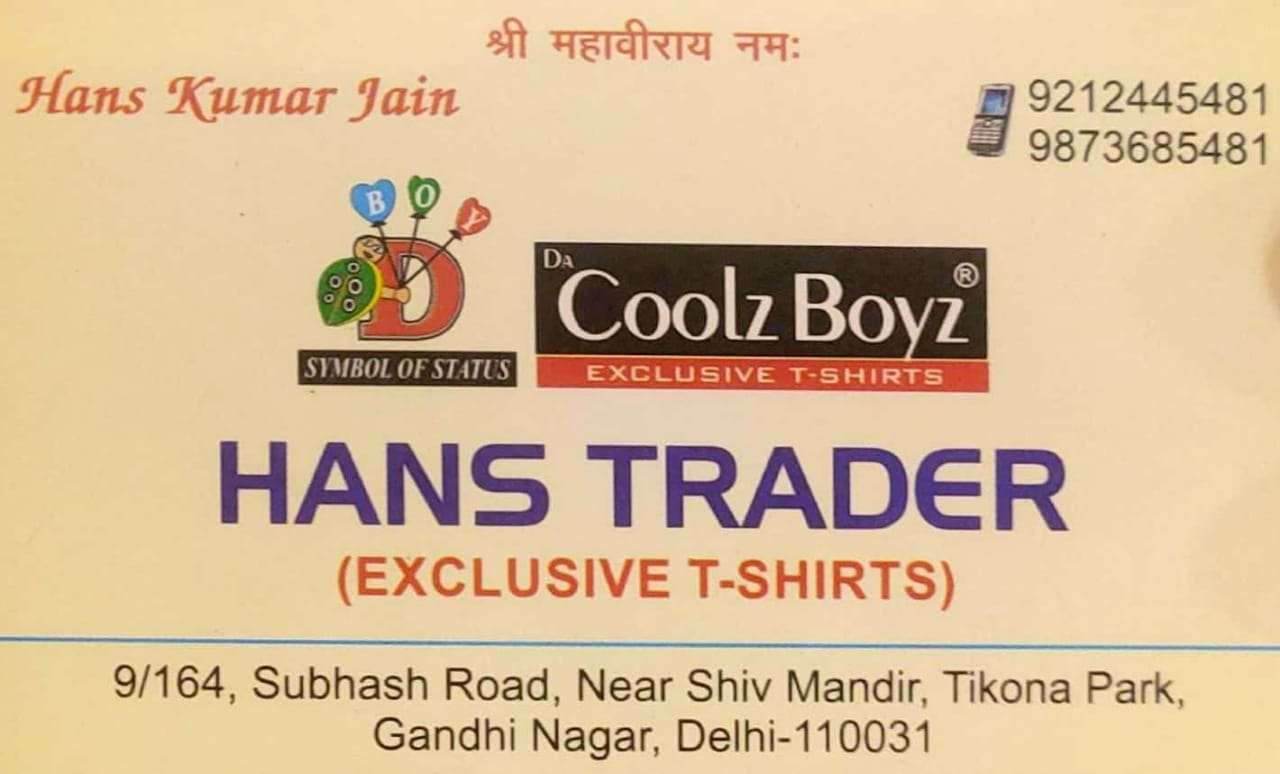 श्री महावीराय नमः
Hans Kumar Jain
9212445481
9873685481
BOY
D
SYMBOL OF STATUS
DA
Coolz Boyz®
EXCLUSIVE T-SHIRTS
HANS TRADER
(EXCLUSIVE T-SHIRTS)
9/164, Subhash Road, Near Shiv Mandir, Tikona Park,
Gandhi Nagar, Delhi-110031